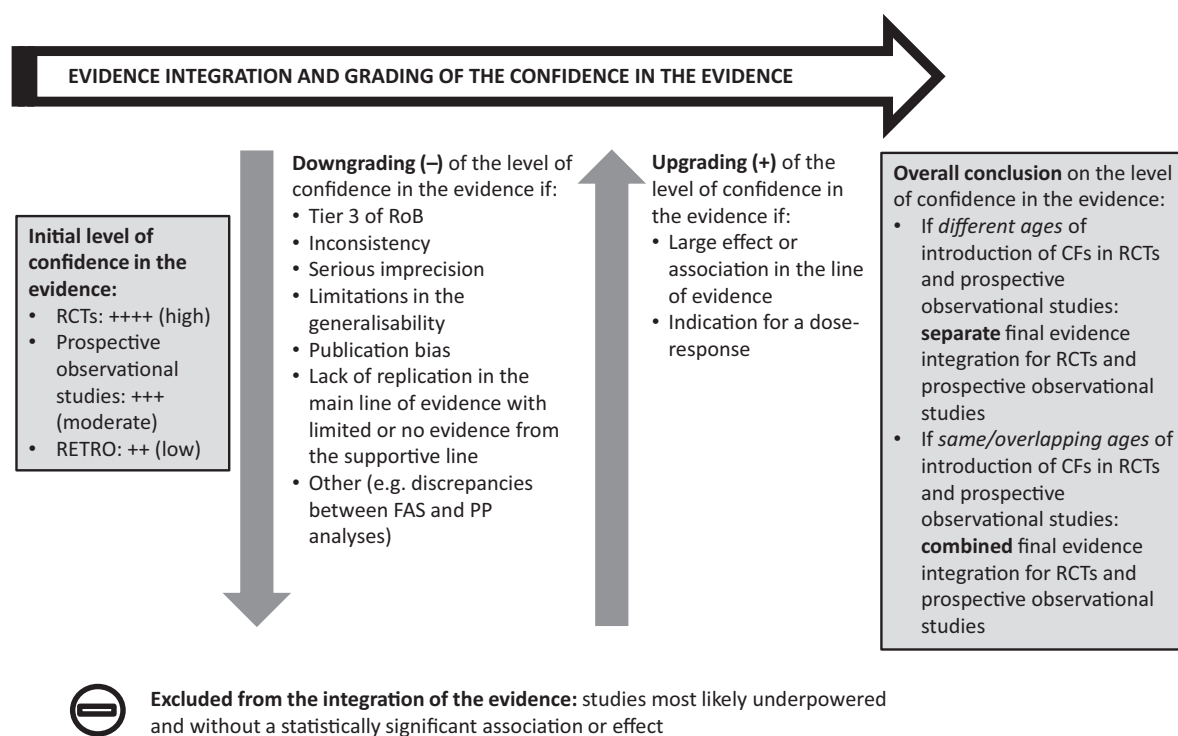 EVIDENCE INTEGRATION AND GRADING OF THE CONFIDENCE IN THE EVIDENCE
Initial level of
confidence in the
evidence:
• RCTs: ++++ (high)
• Prospective
observational
studies: +++
(moderate)
• RETRO: ++ (low)
Downgrading (–) of the level of
confidence in the evidence if:
• Tier 3 of RoB
• Inconsistency
• Serious imprecision
• Limitations in the
generalisability
• Publication bias
• Lack of replication in the
main line of evidence with
limited or no evidence from
the supportive line
• Other (e.g. discrepancies
between FAS and PP
analyses)
Upgrading (+) of the
level of confidence in
the evidence if:
• Large effect or
association in the line
of evidence
• Indication for a dose-
response
Overall conclusion on the level
of confidence in the evidence:
• If different ages of
introduction of CFs in RCTs
and prospective
observational studies:
separate final evidence
integration for RCTs and
prospective observational
studies
• If same/overlapping ages of
introduction of CFs in RCTs
and prospective
observational studies:
combined final evidence
integration for RCTs and
prospective observational
studies
Excluded from the integration of the evidence: studies most likely underpowered
and without a statistically significant association or effect